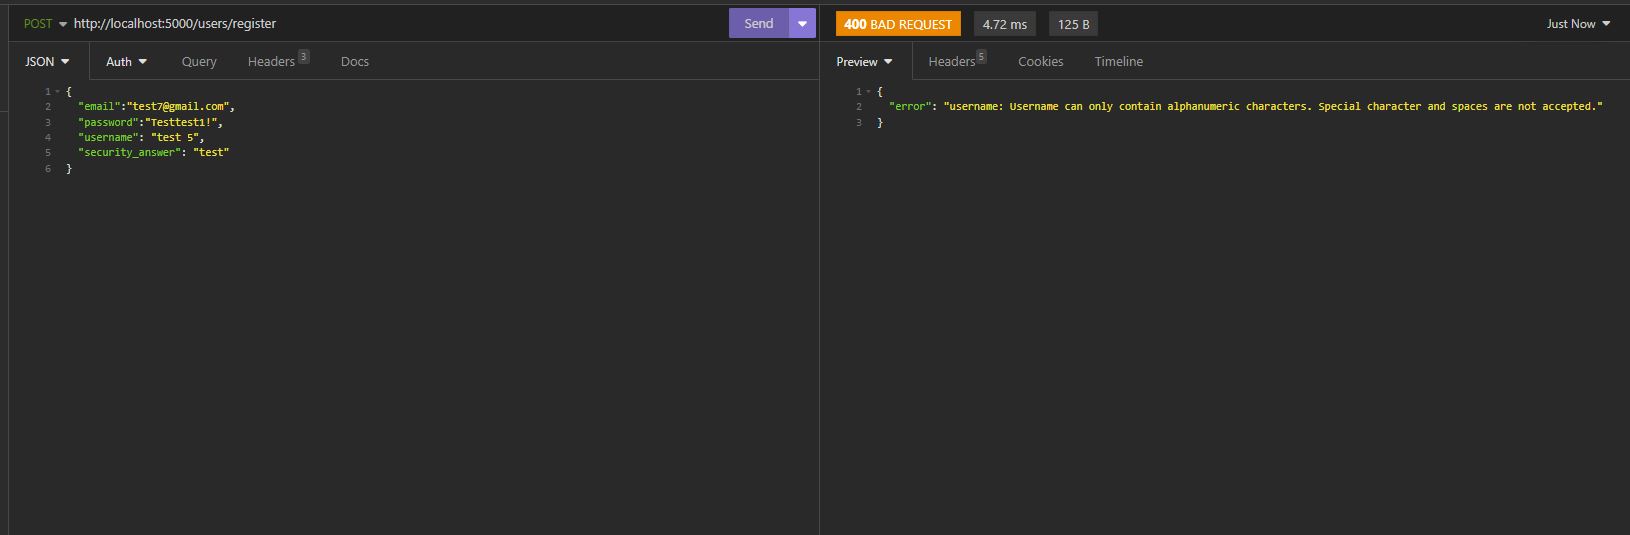 POST http://localhost:5000/users/register Send 400 BAD REQUEST 4.72 ms 125 B Just Now
JSON Auth Query Headers 3 Docs Preview Headers 5 Cookies Timeline
1 {
2 "email":"test7@gmail.com",
3 "password":"Testtest1!",
4 "username": "test 5",
5 "security_answer": "test"
6 }
1 {
2 "error": "username: Username can only contain alphanumeric characters. Special character and spaces are not accepted."
3 }